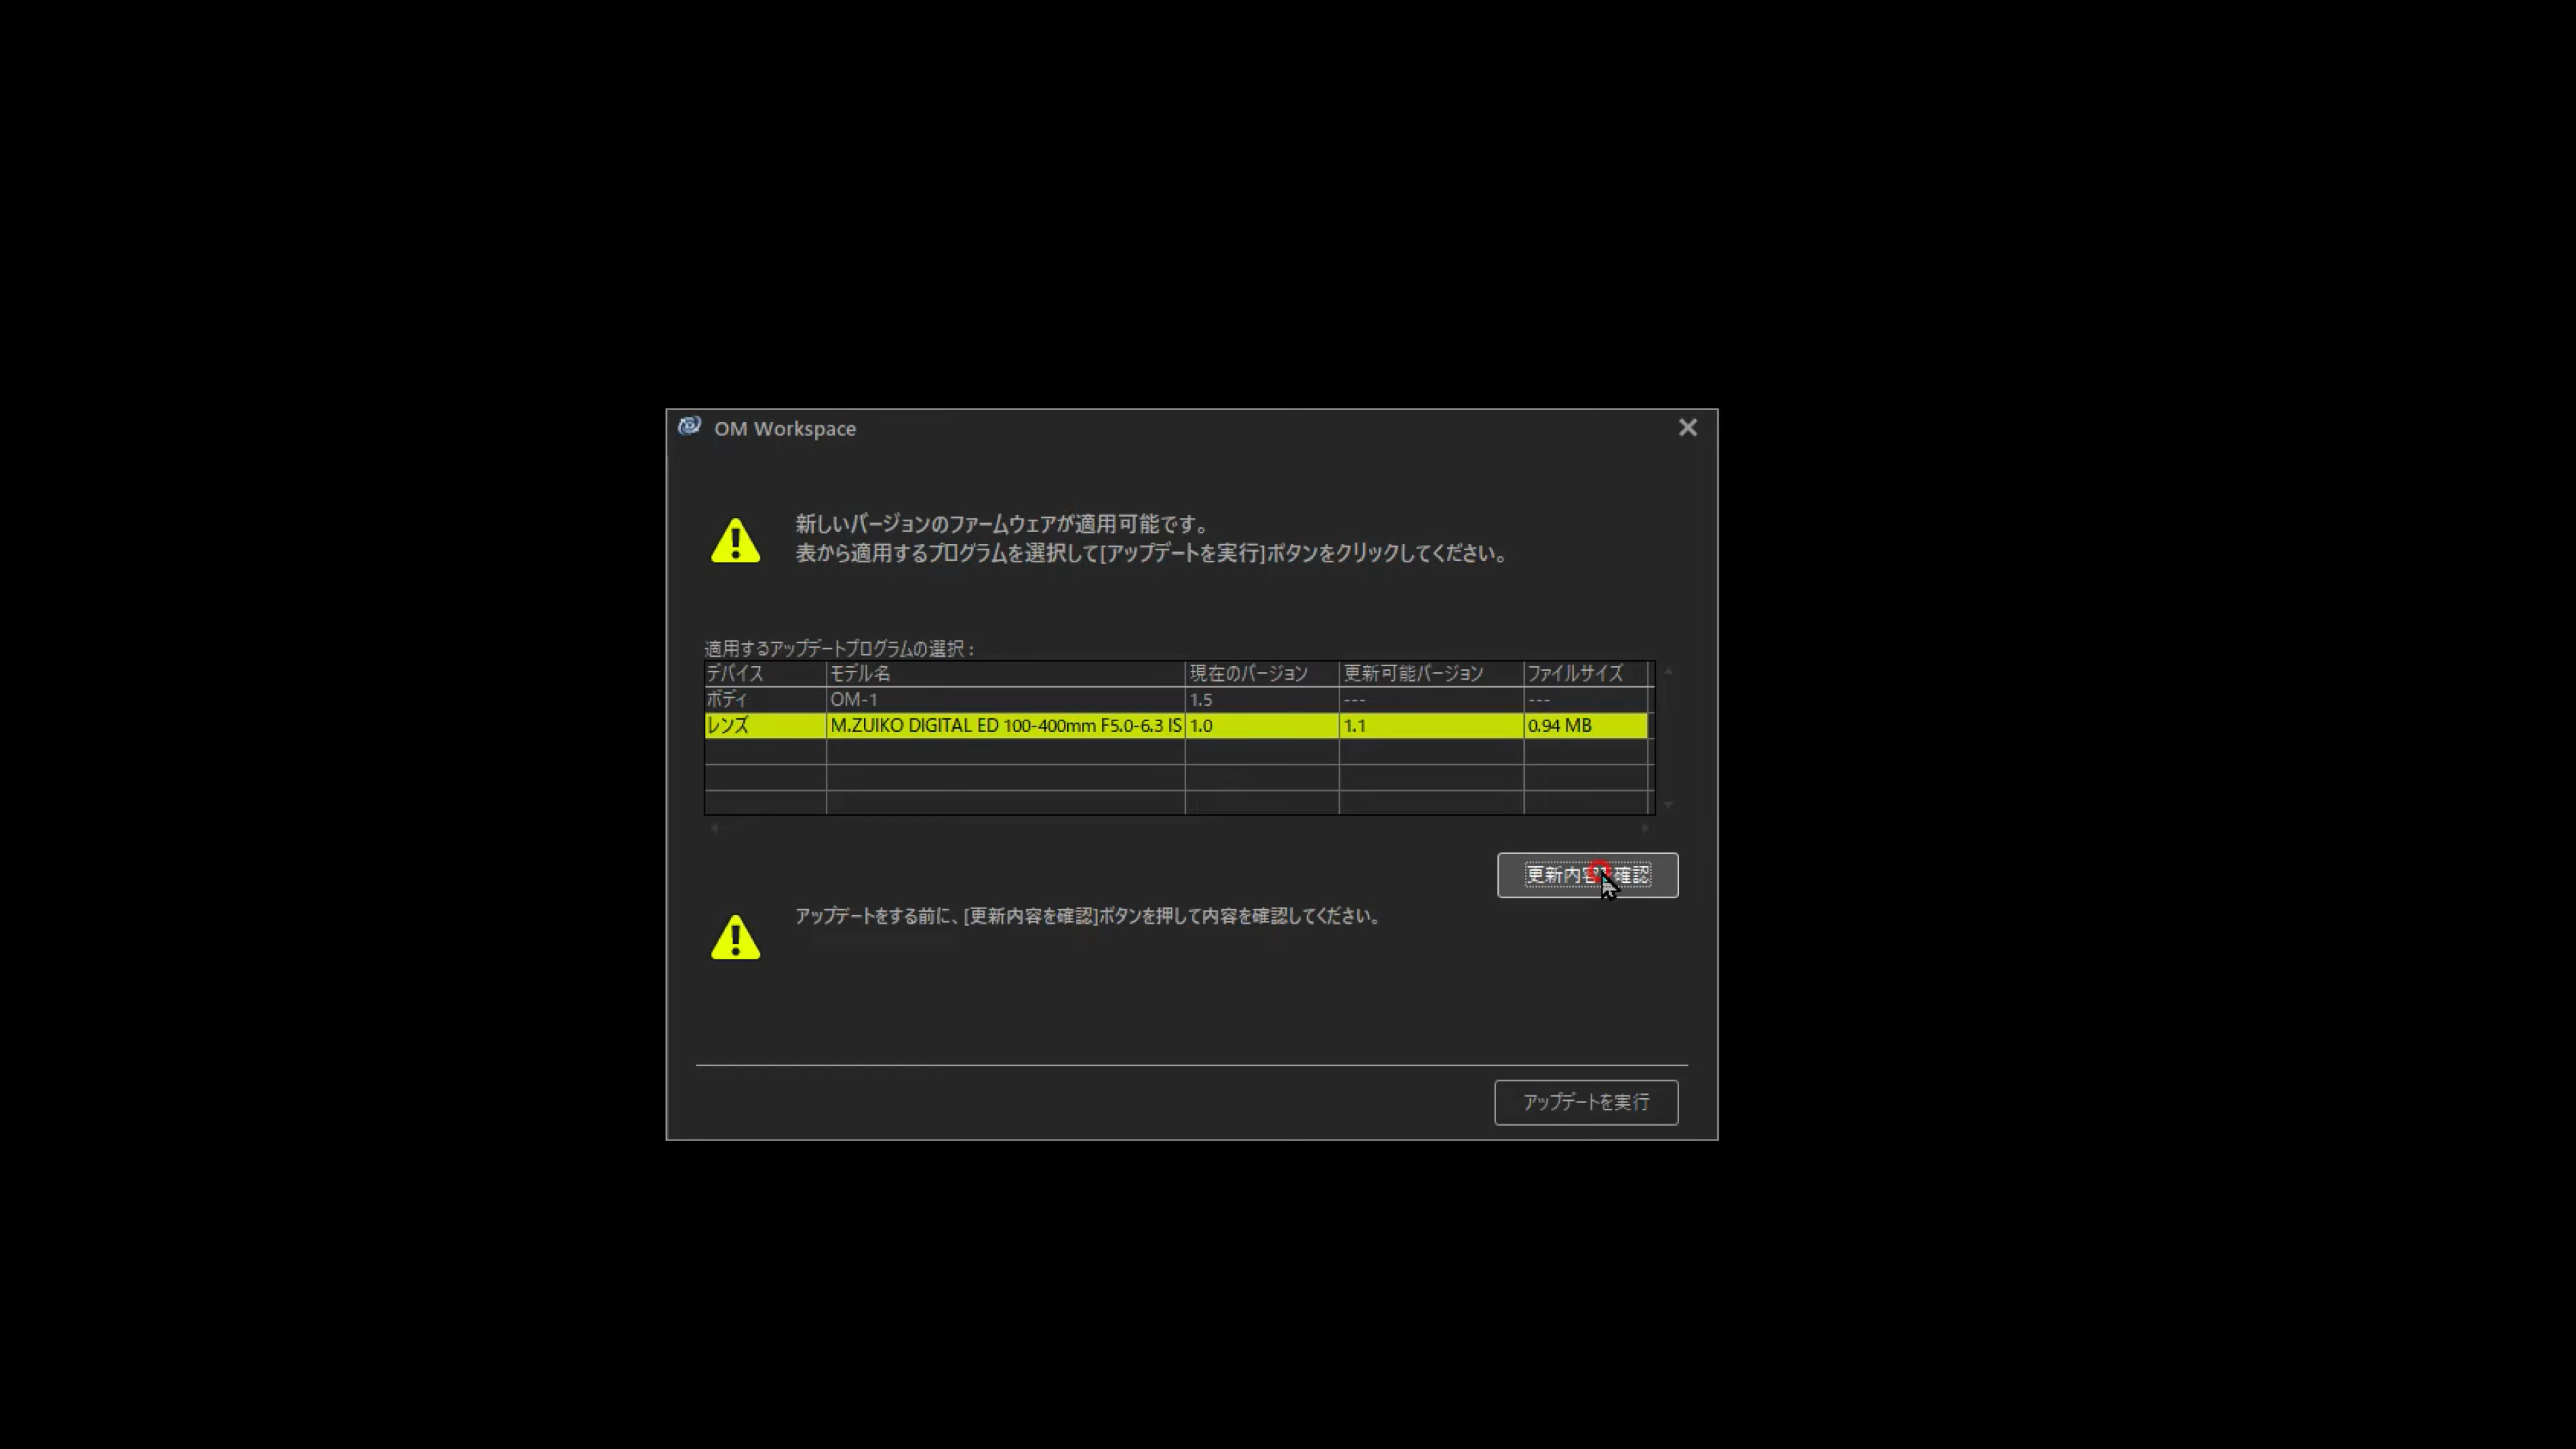 OM Workspace
新しいバージョンのファームウェアが適用可能です。
表から適用するプログラムを選択して[アップデートを実行]ボタンをクリックしてください。
適用するアップデートプログラムの選択：
デバイス モデル名 現在のバージョン 更新可能バージョン ファイルサイズ
ボディ OM-1 1.5 --- ---
レンズ M.ZUIKO DIGITAL ED 100-400mm F5.0-6.3 IS 1.0 1.1 0.94 MB
更新内容 確認
アップデートをする前に、[更新内容を確認]ボタンを押して内容を確認してください。
アップデートを実行